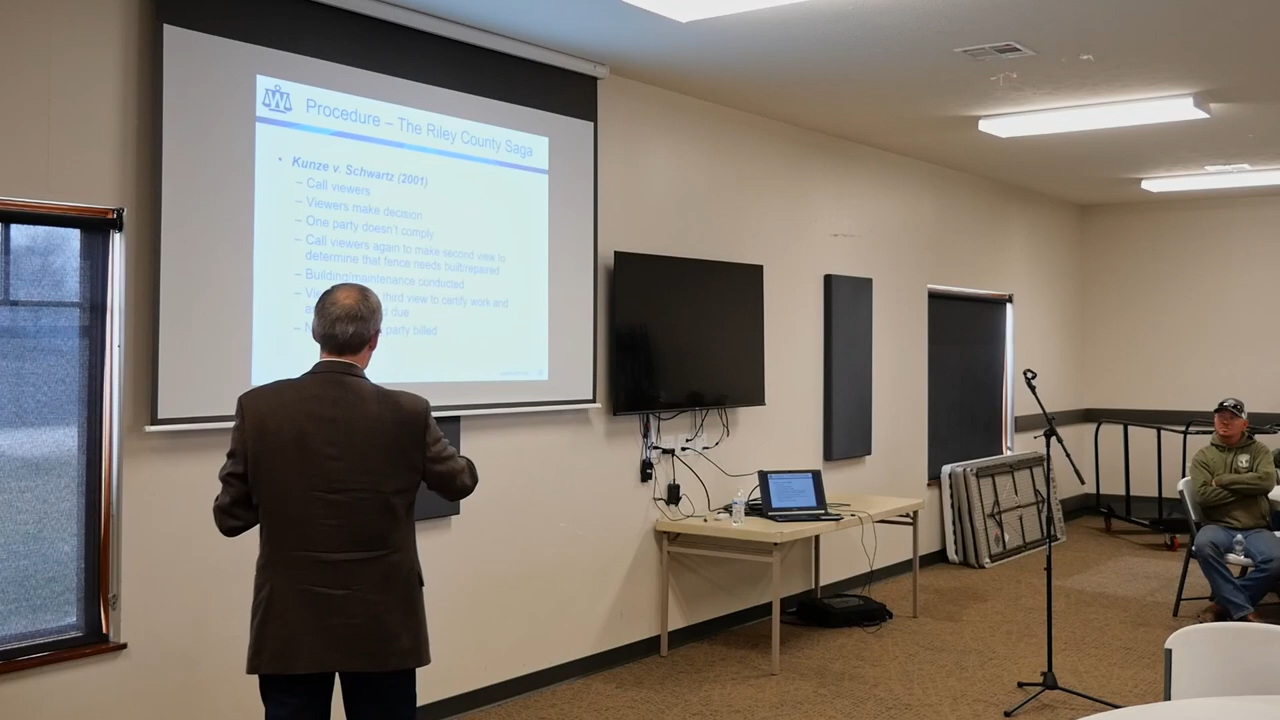 W
Procedure – The Riley County Saga
• Kunze v. Schwartz (2001)
– Call viewers
– Viewers make decision
– One party doesn't comply
– Call viewers again to make second view to
determine that fence needs built/repaired
– Building/maintenance conducted
– third view to certify work and
due
– party billed